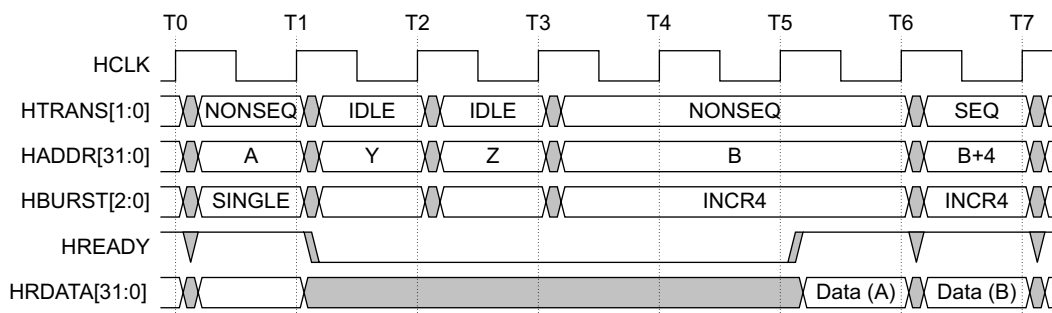 T0 T1 T2 T3 T4 T5 T6 T7
HCLK
HTRANS[1:0] NONSEQ IDLE IDLE NONSEQ SEQ
HADDR[31:0] A Y Z B B+4
HBURST[2:0] SINGLE INCR4 INCR4
HREADY
HRDATA[31:0] Data (A) Data (B)